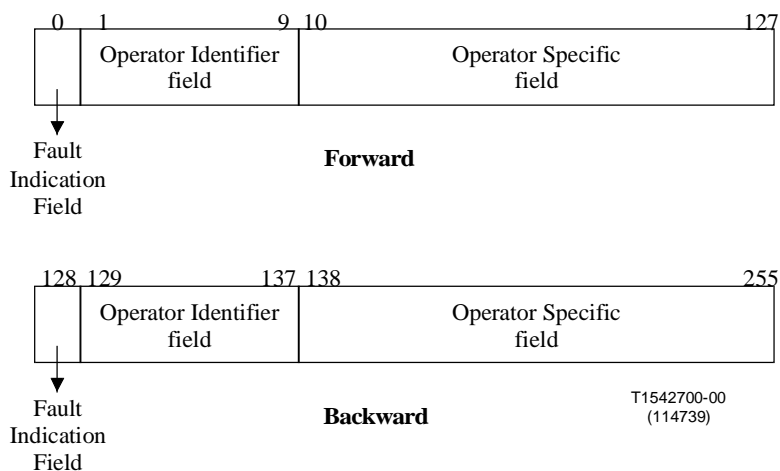 0 1 9 10 127
Operator Identifier
field
Operator Specific
field
Fault
Indication
Field
Forward
128 129 137 138 255
Operator Identifier
field
Operator Specific
field
Fault
Indication
Field
Backward
T1542700-00
(114739)